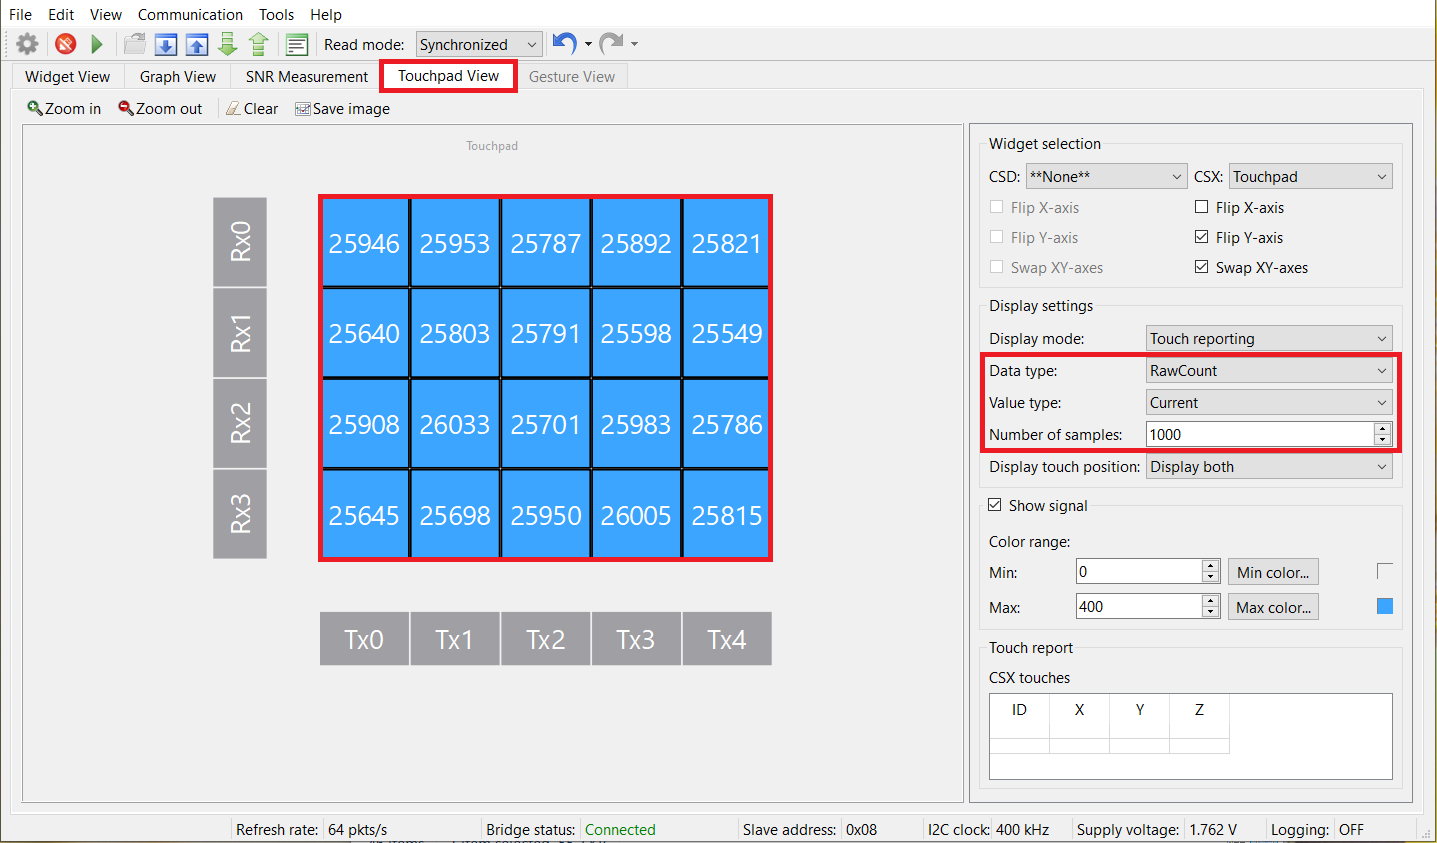 File Edit View Communication Tools Help
Read mode: Synchronized
Widget View Graph View SNR Measurement Touchpad View Gesture View
Zoom in Zoom out Clear Save image
Touchpad
Rx0 25946 25953 25787 25892 25821
Rx1 25640 25803 25791 25598 25549
Rx2 25908 26033 25701 25983 25786
Rx3 25645 25698 25950 26005 25815
Tx0 Tx1 Tx2 Tx3 Tx4
Widget selection
CSD: **None** CSX: Touchpad
Flip X-axis Flip X-axis
Flip Y-axis Flip Y-axis
Swap XY-axes Swap XY-axes
Display settings
Display mode: Touch reporting
Data type: RawCount
Value type: Current
Number of samples: 1000
Display touch position: Display both
Show signal
Color range:
Min: 0 Min color...
Max: 400 Max color...
Touch report
CSX touches
ID X Y Z
Refresh rate: 64 pkts/s Bridge status: Connected Slave address: 0x08 I2C clock: 400 kHz Supply voltage: 1.762 V Logging: OFF